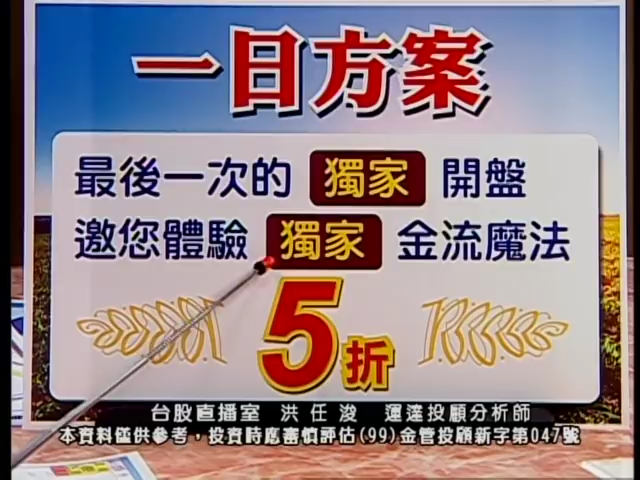 一日方案
最後一次的 獨家 開盤
邀您體驗 獨家 金流魔法
5折
台股直播室 洪任浚 運達投顧分析師
本資料僅供參考，投資時應審慎評估(99)金管投顧新字第047號